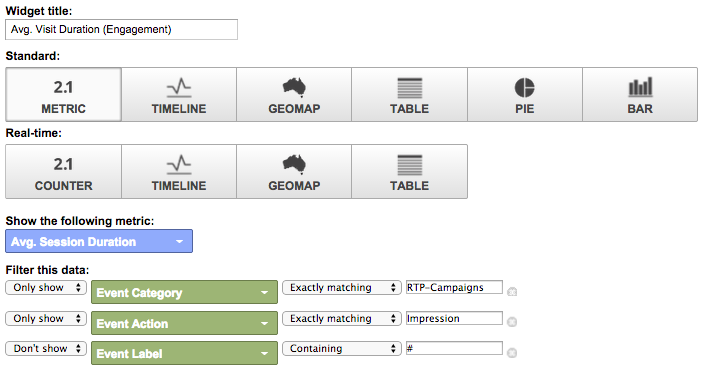 Widget title:
Avg. Visit Duration (Engagement)
Standard:
2.1
METRIC TIMELINE GEOMAP TABLE PIE BAR
Real-time:
2.1
COUNTER TIMELINE GEOMAP TABLE
Show the following metric:
Avg. Session Duration
Filter this data:
Only show Event Category Exactly matching RTP-Campaigns
Only show Event Action Exactly matching Impression
Don't show Event Label Containing #